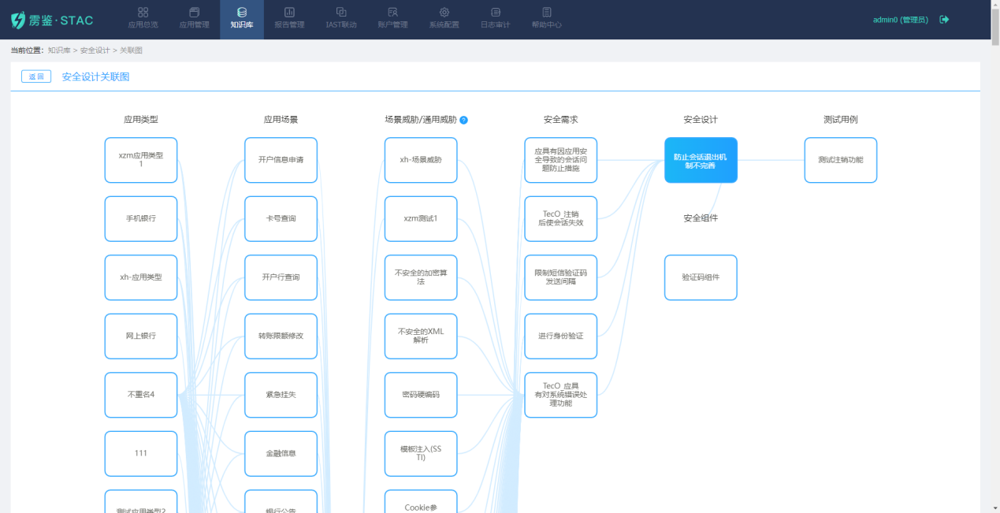 雳鉴·STAC
应用总览
应用管理
知识库
报告管理
IAST联动
账户管理
系统配置
日志审计
帮助中心
admin0 (管理员)
当前位置：知识库 > 安全设计 > 关联图
返回
安全设计关联图
应用类型
应用场景
场景威胁/通用威胁 ?
安全需求
安全设计
测试用例
xzm应用类型
1
开户信息申请
xh-场景威胁
应具有因应用安
全导致的会话问
题防止措施
防止会话退出机
制不完善
测试注销功能
手机银行
卡号查询
xzm测试1
TecO_注销
后使会话失效
安全组件
xh-应用类型
开户行查询
不安全的加密算
法
限制短信验证码
发送间隔
验证码组件
网上银行
转账限额修改
不安全的XML
解析
进行身份验证
不重名4
紧急挂失
密码硬编码
TecO_应具
有对系统错误处
理功能
111
金融信息
模板注入(SS
TI)
测试应用类型2
银行公告
Cookie参